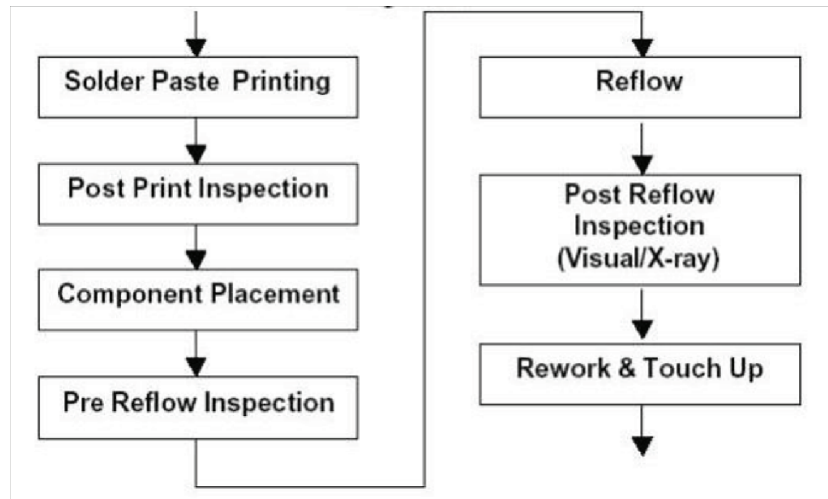 Solder Paste Printing
Post Print Inspection
Component Placement
Pre Reflow Inspection
Reflow
Post Reflow
Inspection
(Visual/X-ray)
Rework & Touch Up